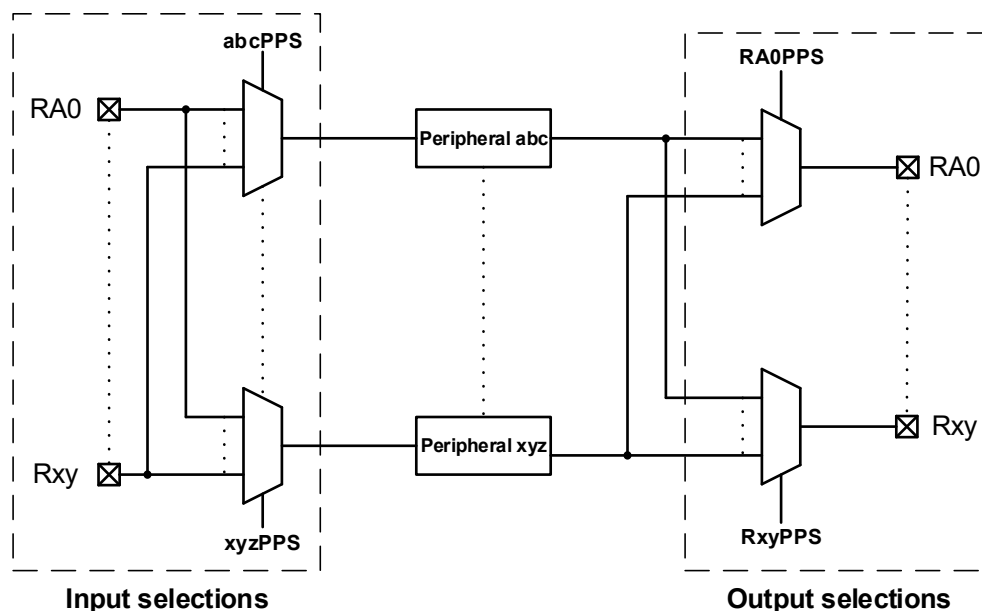 abcPPS
RA0PPS
RA0
Peripheral abc
RA0
Peripheral xyz
Rxy
Rxy
xyzPPS
RxyPPS
Input selections
Output selections